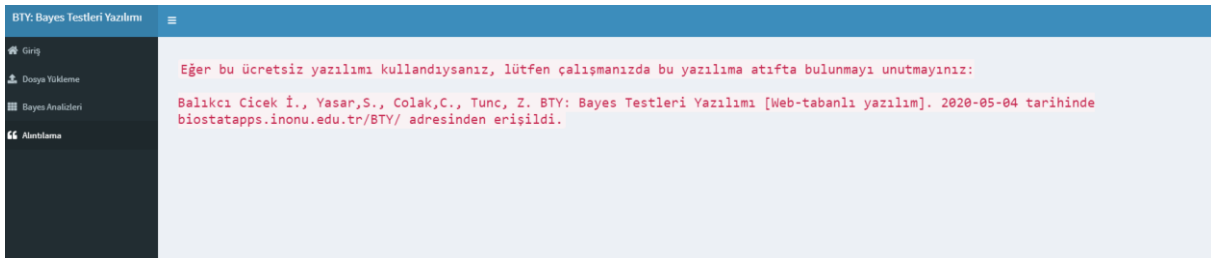 BTY: Bayes Testleri Yazılımı
Giriş
Dosya Yükleme
Bayes Analizleri
Alıntılama
Eğer bu ücretsiz yazılımı kullandıysanız, lütfen çalışmanızda bu yazılıma atıfta bulunmayı unutmayınız:
Balıkcı Cicek İ., Yasar,S., Colak,C., Tunc, Z. BTY: Bayes Testleri Yazılımı [Web-tabanlı yazılım]. 2020-05-04 tarihinde
biostatapps.inonu.edu.tr/BTY/ adresinden erişildi.